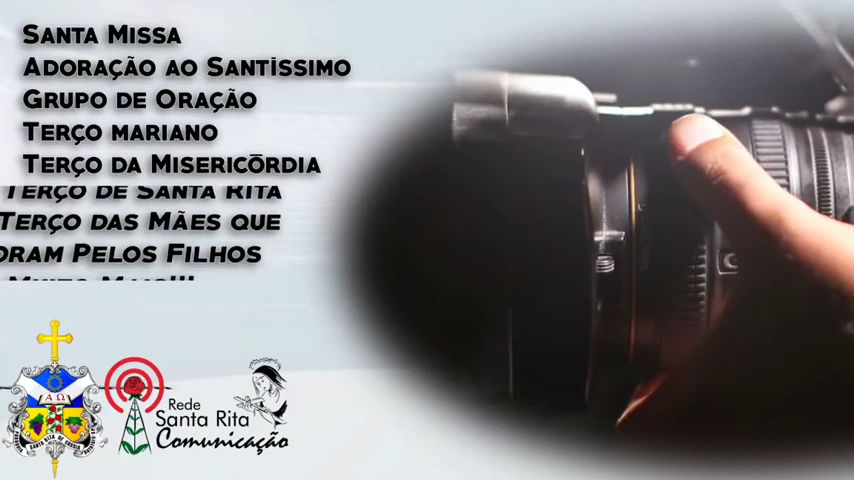 Santa Missa
Adoração ao Santíssimo
Grupo de Oração
Terço mariano
Terço da Misericōrdia
Terço de Santa Rita
Terço das Mães que
oram Pelos Filhos
Rede
Santa Rita
Comunicação
Α Ω